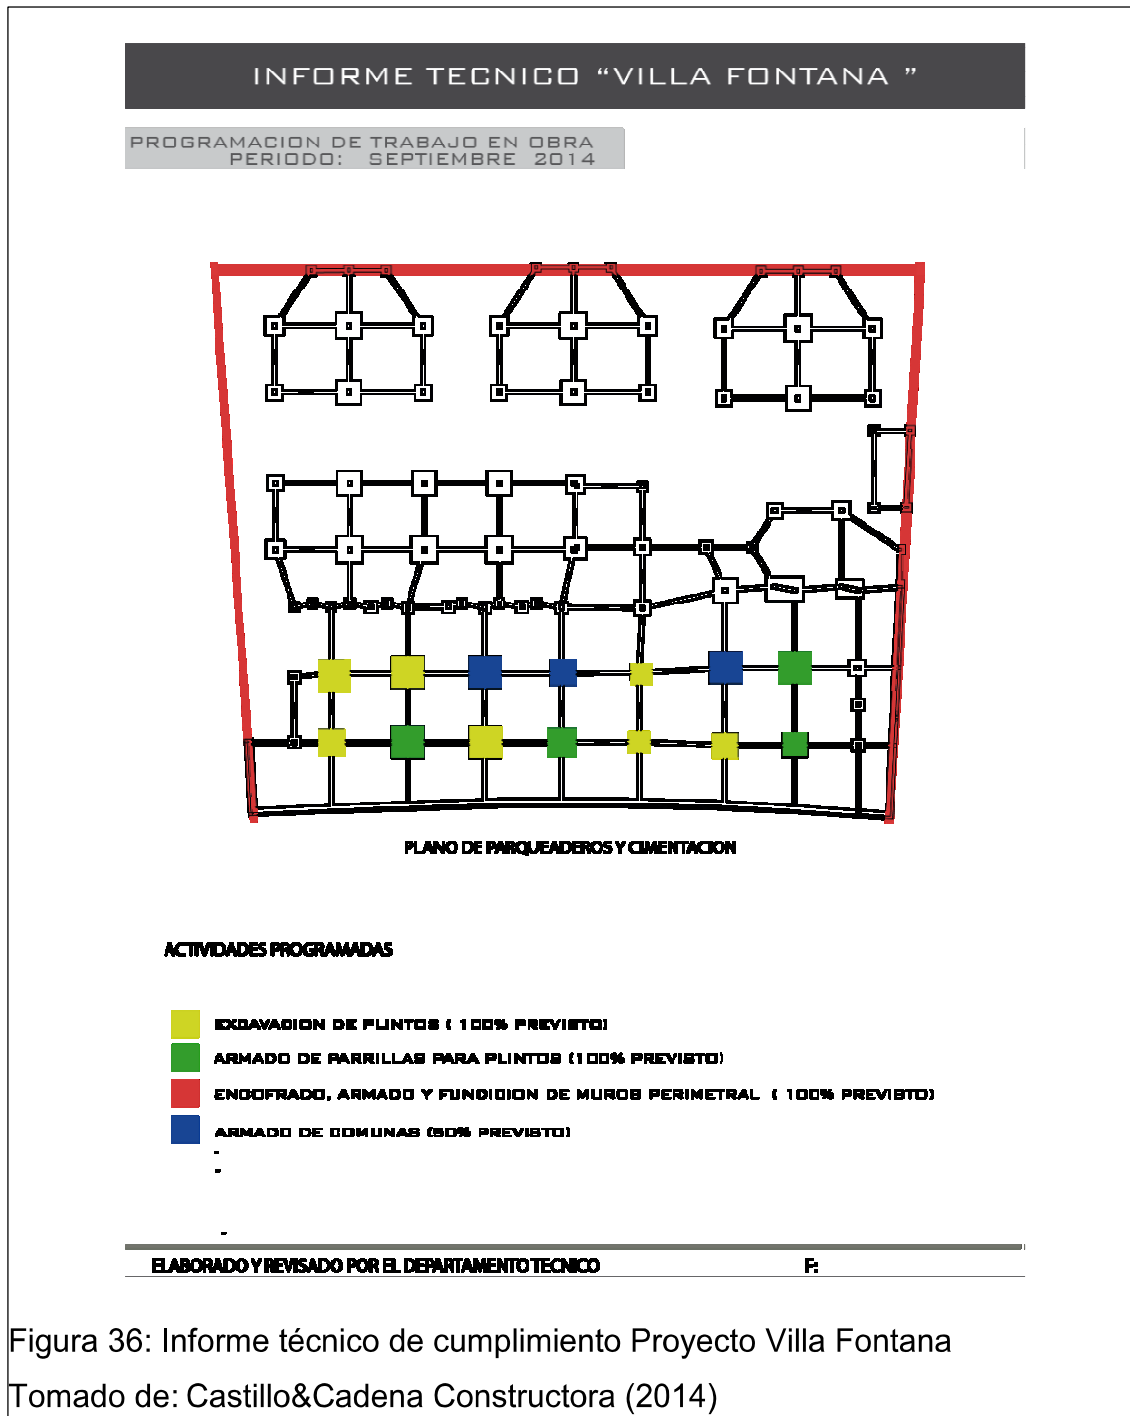 INFORME TECNICO “VILLA FONTANA ”
PROGRAMACION DE TRABAJO EN OBRA
PERIODO: SEPTIEMBRE 2014
PLANO DE PARQUEADEROS Y CIMENTACION
ACTIVIDADES PROGRAMADAS
EXCAVACION DE PLINTOS ( 100% PREVISTO)
ARMADO DE PARRILLAS PARA PLINTOS (100% PREVISTO)
ENCOFRADO, ARMADO Y FUNDICION DE MUROS PERIMETRAL ( 100% PREVISTO)
ARMADO DE COMUNAS (50% PREVISTO)
-
-
-
ELABORADO Y REVISADO POR EL DEPARTAMENTO TECNICO F:
Figura 36: Informe técnico de cumplimiento Proyecto Villa Fontana
Tomado de: Castillo&Cadena Constructora (2014)